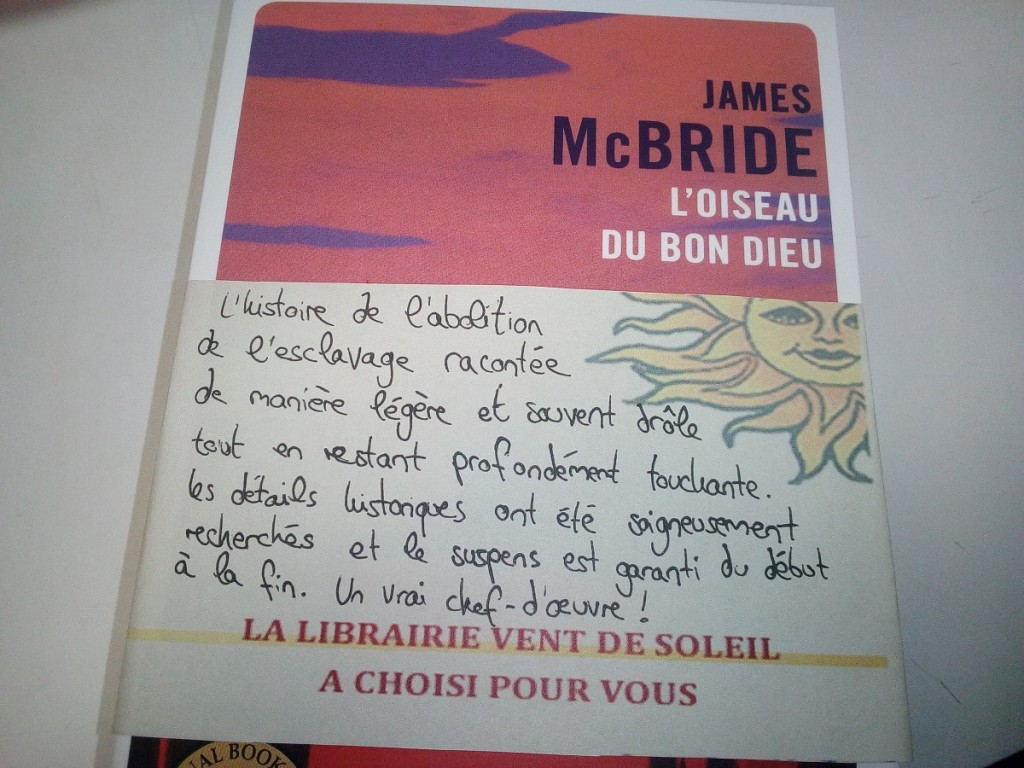 JAMES
McBRIDE
L'OISEAU
DU BON DIEU
L'histoire de l'abolition
de l'esclavage racontée
de manière légère et souvent drôle
tout en restant profondément touchante.
les détails historiques ont été soigneusement
recherchés et le suspens est garanti du début
à la fin. Un vrai chef-d'œuvre !
LA LIBRAIRIE VENT DE SOLEIL
A CHOISI POUR VOUS
BOOK